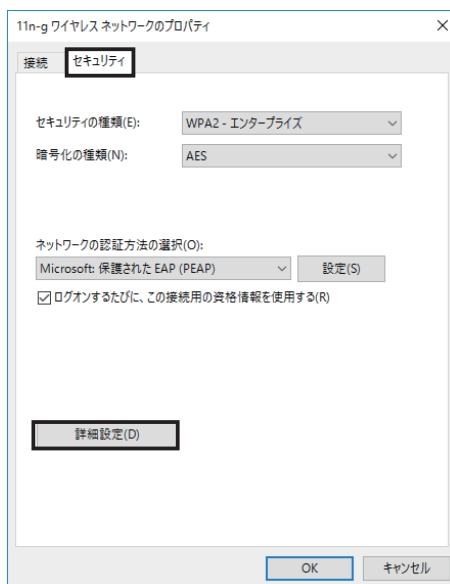 11n-g ワイヤレス ネットワークのプロパティ
接続 セキュリティ
セキュリティの種類(E): WPA2 - エンタープライズ
暗号化の種類(N): AES
ネットワークの認証方法の選択(O):
Microsoft: 保護された EAP (PEAP) 設定(S)
ログオンするたびに、この接続用の資格情報を使用する(R)
詳細設定(D)
OK キャンセル